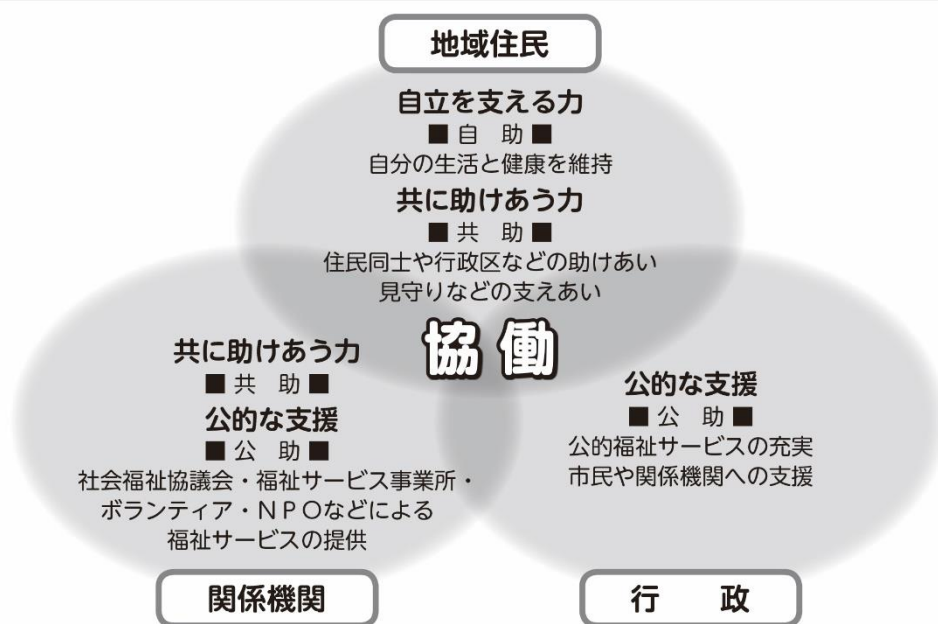 地域住民
自立を支える力
■ 自　助 ■
自分の生活と健康を維持
共に助けあう力
■ 共　助 ■
住民同士や行政区などの助けあい
見守りなどの支えあい
協働
共に助けあう力
■ 共　助 ■
公的な支援
■ 公　助 ■
社会福祉協議会・福祉サービス事業所・
ボランティア・ＮＰＯなどによる
福祉サービスの提供
関係機関
公的な支援
■ 公　助 ■
公的福祉サービスの充実
市民や関係機関への支援
行　　政